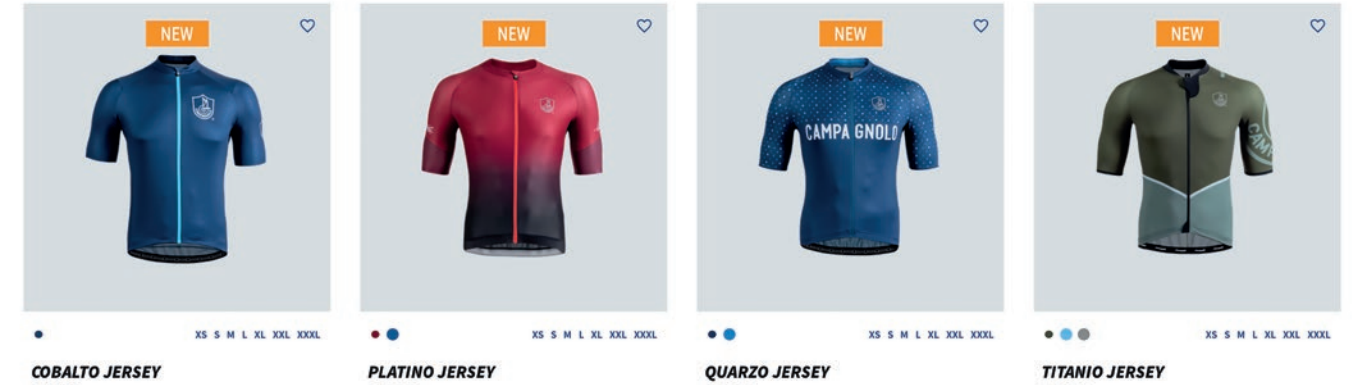 NEW
XS S M L XL XXL XXXL
COBALTO JERSEY
NEW
XS S M L XL XXL XXXL
PLATINO JERSEY
NEW
CAMPA GNOLO
XS S M L XL XXL XXXL
QUARZO JERSEY
NEW
XS S M L XL XXL XXXL
TITANIO JERSEY